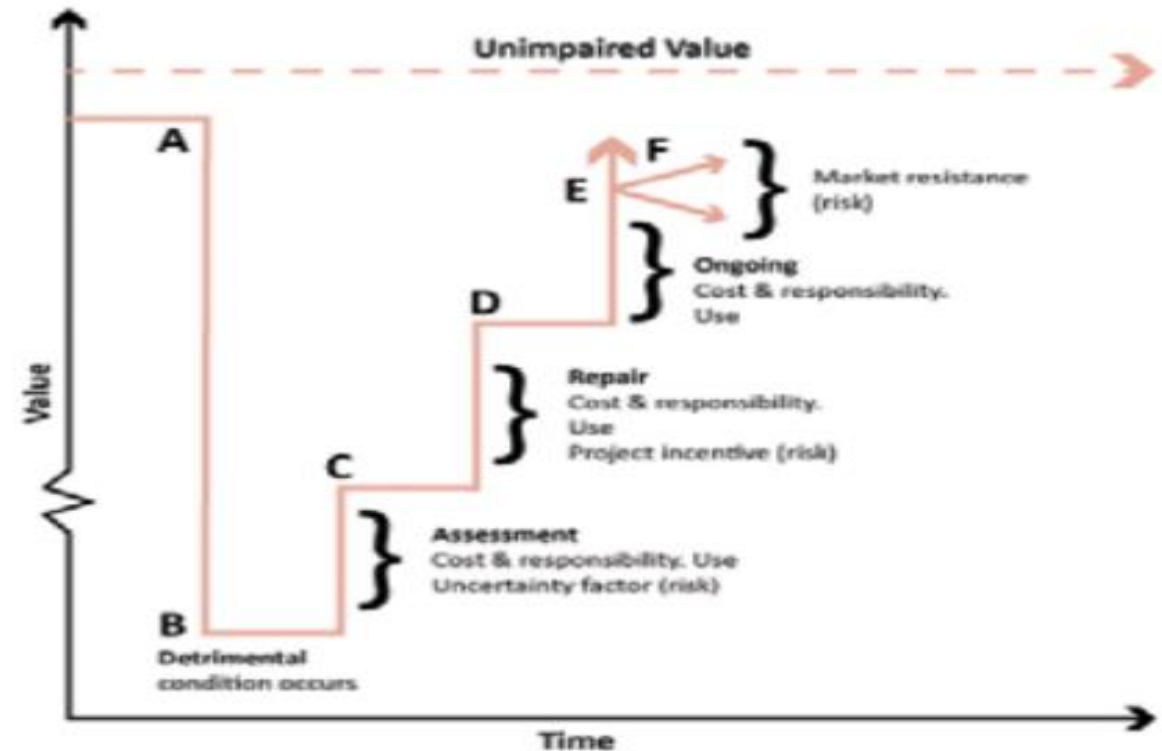 Unimpaired Value
A
F
E
Market resistance
(risk)
Ongoing
Cost & responsibility.
Use
D
Repair
Cost & responsibility.
Use
Project incentive (risk)
Value
C
Assessment
Cost & responsibility. Use
Uncertainty factor (risk)
B
Detrimental
condition occurs
Time